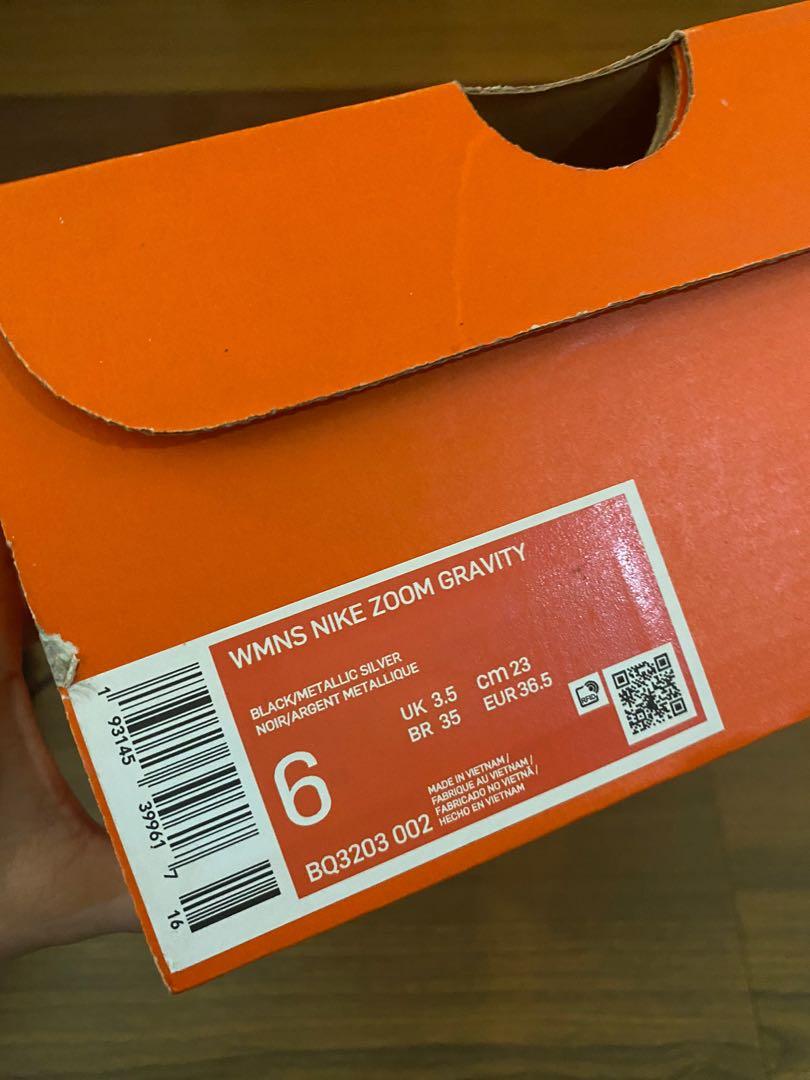 WMNS NIKE ZOOM GRAVITY
BLACK/METALLIC SILVER
NOIR/ARGENT METALLIQUE
UK 3.5 cm 23
BR 35 EUR 36.5
RFID
6
MADE IN VIETNAM/
FABRIQUE AU VIETNAM/
FABRICADO NO VIETNÃ/
HECHO EN VIETNAM
BQ3203 002
1 93145 39961 7
16